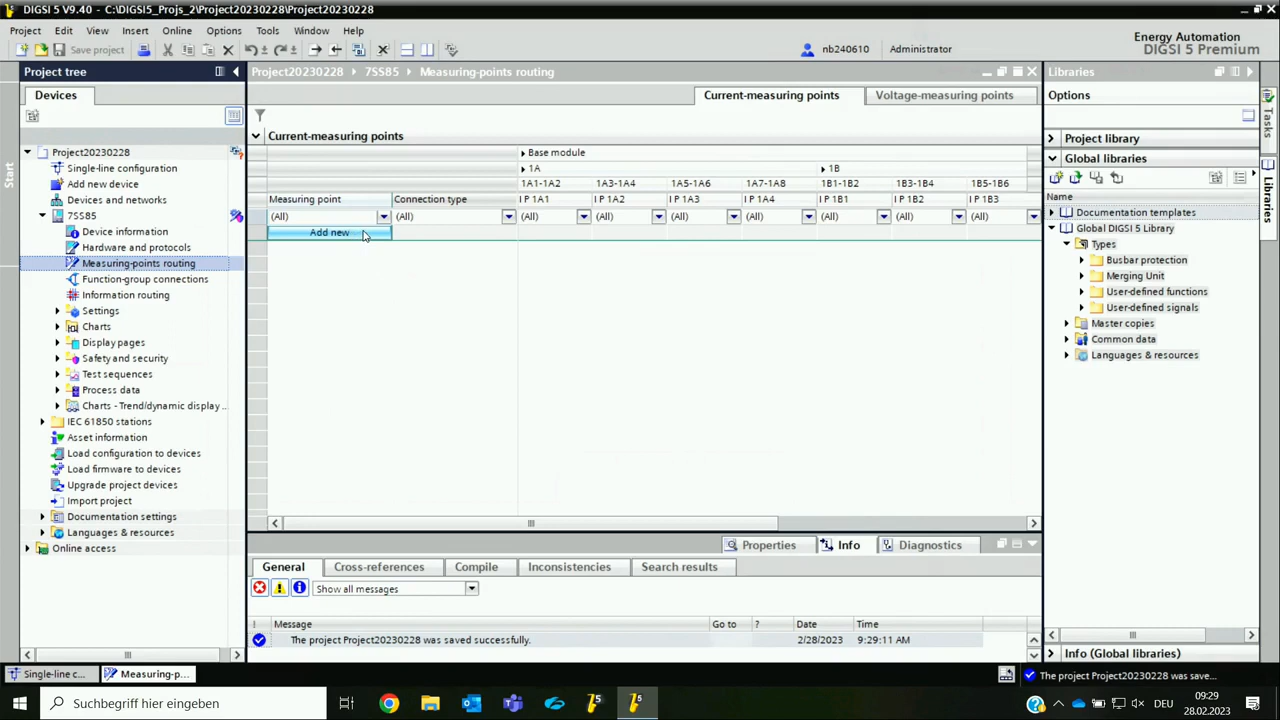 DIGSI 5 V9.40 - C:\DIGSI5_Projs_2\Project20230228\Project20230228
Project Edit View Insert Online Options Tools Window Help
Energy Automation
Save project
nb240610 Administrator
DIGSI 5 Premium
Project tree
Project20230228 7SS85 Measuring-points routing
Libraries
Devices
Current-measuring points Voltage-measuring points
Options
Current-measuring points
Project library
Project20230228
Base module
Global libraries
Single-line configuration
1A 1B
Add new device
1A1-1A2 1A3-1A4 1A5-1A6 1A7-1A8 1B1-1B2 1B3-1B4 1B5-1B6
Name
Devices and networks
Measuring point Connection type I P 1A1 I P 1A2 I P 1A3 I P 1A4 I P 1B1 I P 1B2 I P 1B3
Documentation templates
7SS85
(All) (All) (All) (All) (All) (All) (All) (All) (All)
Global DIGSI 5 Library
Device information
Add new
Types
Hardware and protocols
Busbar protection
Measuring-points routing
Merging Unit
Function-group connections
User-defined functions
Information routing
User-defined signals
Settings
Master copies
Charts
Common data
Display pages
Languages & resources
Safety and security
Test sequences
Process data
Charts - Trend/dynamic display ...
IEC 61850 stations
Asset information
Load configuration to devices
Load firmware to devices
Upgrade project devices
Import project
Documentation settings
Languages & resources
Online access
Properties Info Diagnostics
General Cross-references Compile Inconsistencies Search results
Show all messages
! Message Go to ? Date Time
The project Project20230228 was saved successfully. 2/28/2023 9:29:11 AM
Info (Global libraries)
Single-line c... Measuring-p...
The project Project20230228 was save...
Suchbegriff hier eingeben
DEU
09:29
28.02.2023
Start
Tasks
Libraries